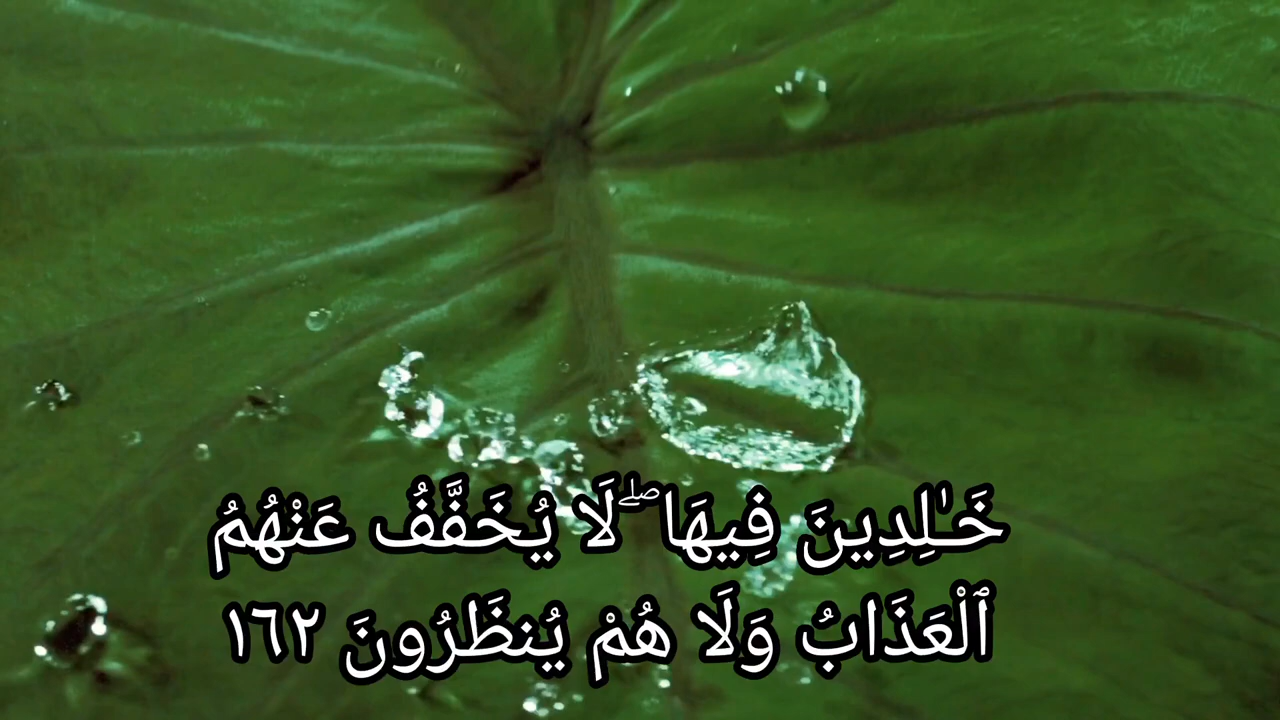 خَـٰلِدِينَ فِيهَا ۖ لَا يُخَفَّفُ عَنْهُمُ
ٱلْعَذَابُ وَلَا هُمْ يُنظَرُونَ ١٦٢